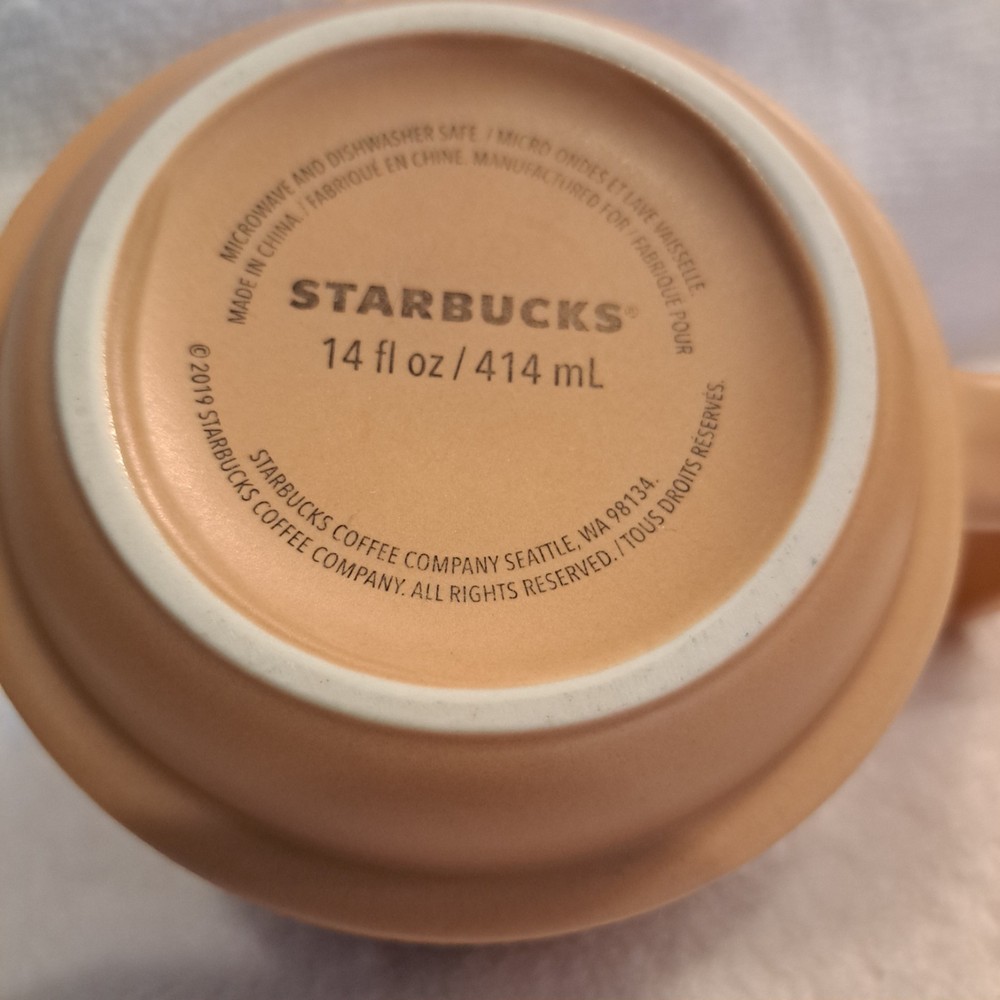 MICROWAVE AND DISHWASHER SAFE. / MICRO ONDES ET LAVE VAISSELLE.
MADE IN CHINA. / FABRIQUÉ EN CHINE. MANUFACTURED FOR / FABRIQUÉ POUR
STARBUCKS®
14 fl oz / 414 mL
STARBUCKS COFFEE COMPANY SEATTLE, WA 98134.
© 2019 STARBUCKS COFFEE COMPANY. ALL RIGHTS RESERVED. / TOUS DROITS RÉSERVÉS.